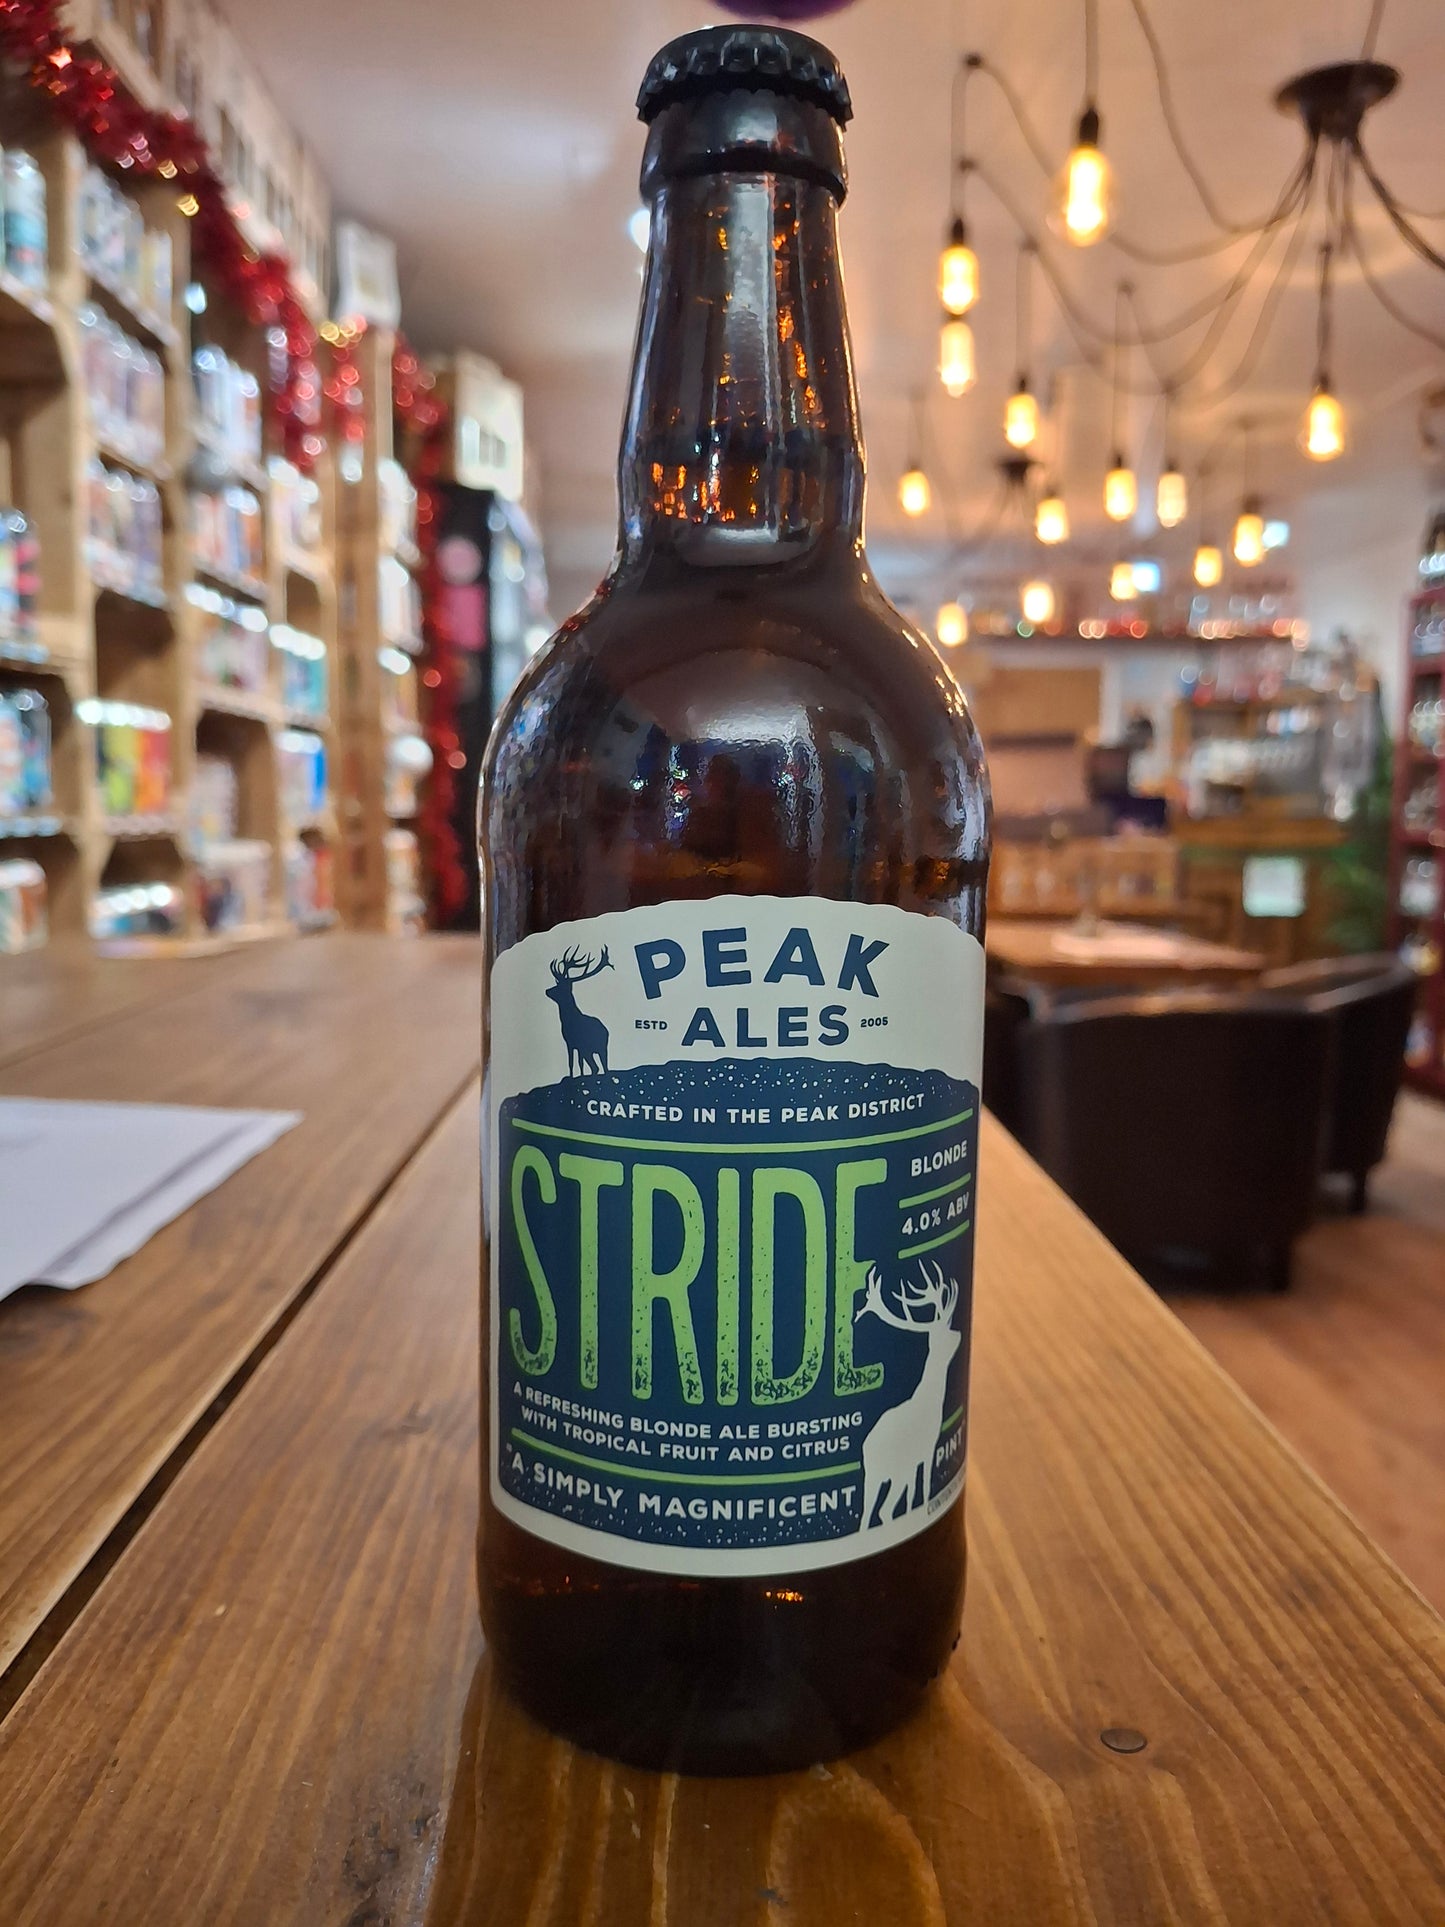 PEAK
ESTD ALES 2005
CRAFTED IN THE PEAK DISTRICT
STRIDE
BLONDE
4.0% ABV
A REFRESHING BLONDE ALE BURSTING
WITH TROPICAL FRUIT AND CITRUS
"A SIMPLY MAGNIFICENT
PINT"